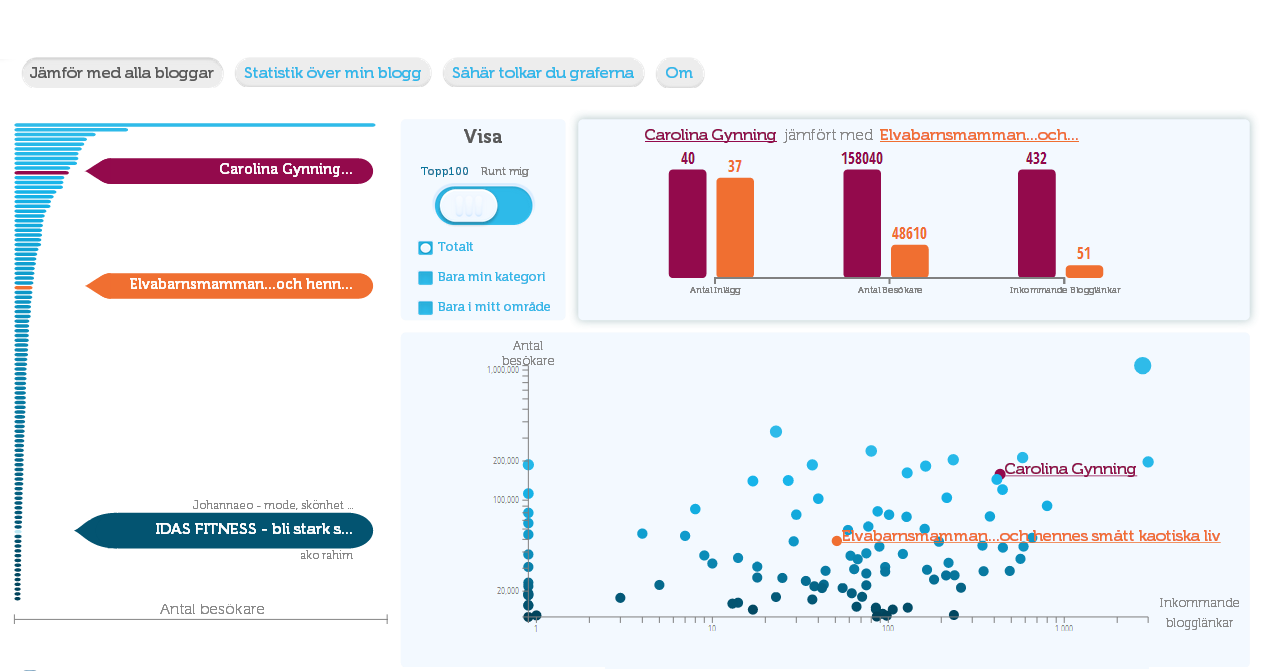 Jämför med alla bloggar
Statistik över min blogg
Såhär tolkar du graferna
Om
Carolina Gynning...
Elvabarnsmamman...och henn...
Johannaeo - mode, skönhet ...
IDAS FITNESS - bli stark s...
ako rahim
Antal besökare
Visa
Topp100 Runt mig
Totalt
Bara min kategori
Bara i mitt område
Carolina Gynning jämfört med Elvabarnsmamman...och...
40
37
158040
48610
432
51
Antal Inlägg
Antal Besökare
Inkommande Blogglänkar
Antal
besökare
1,000,000
200,000
Carolina Gynning
100,000
Elvabarnsmamman...och hennes smått kaotiska liv
20,000
Inkommande
blogglänkar
1
10
100
1 000